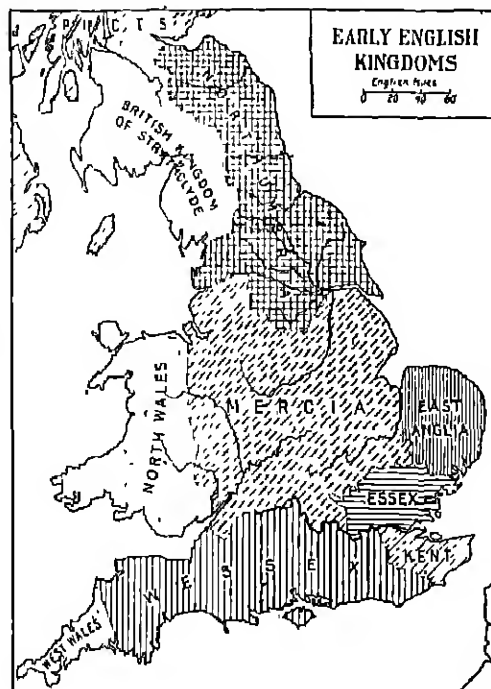 PICTS
EARLY ENGLISH
KINGDOMS
English Miles
0 20 40 60
BRITISH KINGDOM
OF STRATHCLYDE
NORTHUMBRIA
NORTH WALES
MERCIA
EAST
ANGLIA
ESSEX
KENT
WESSEX
WEST WALES